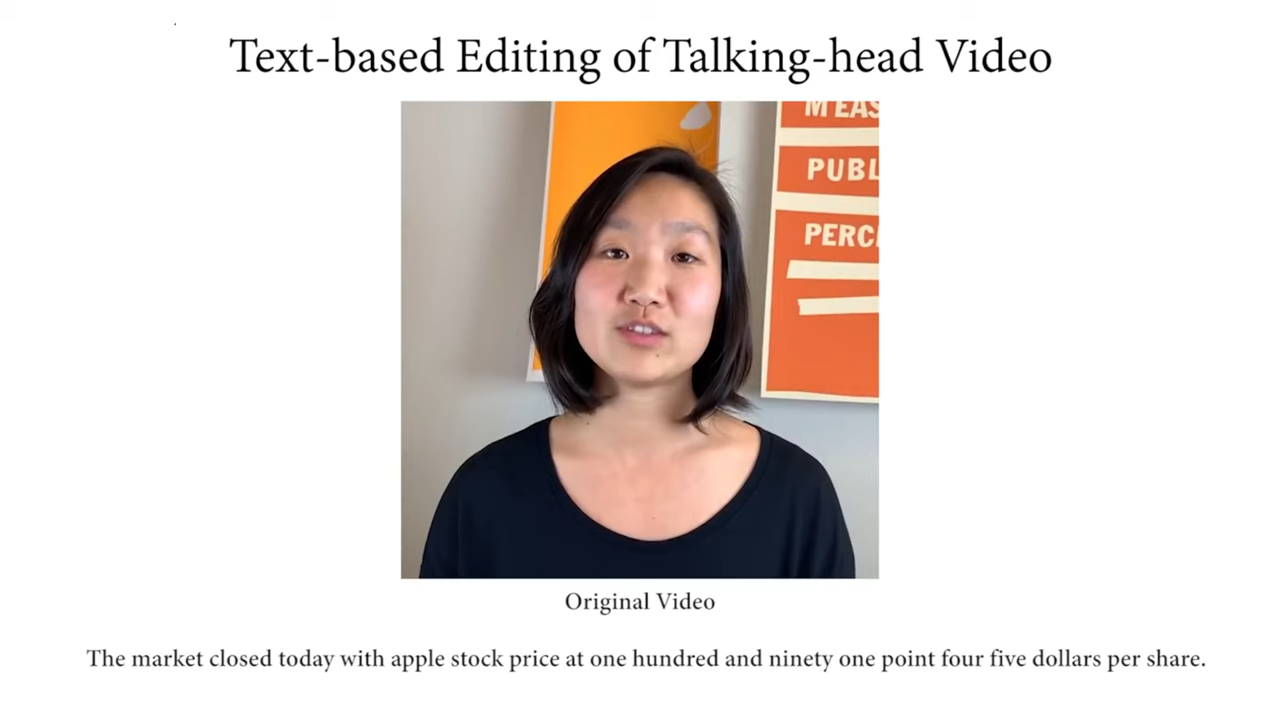 Text-based Editing of Talking-head Video
MEAS
PUBL
PERC
Original Video
The market closed today with apple stock price at one hundred and ninety one point four five dollars per share.